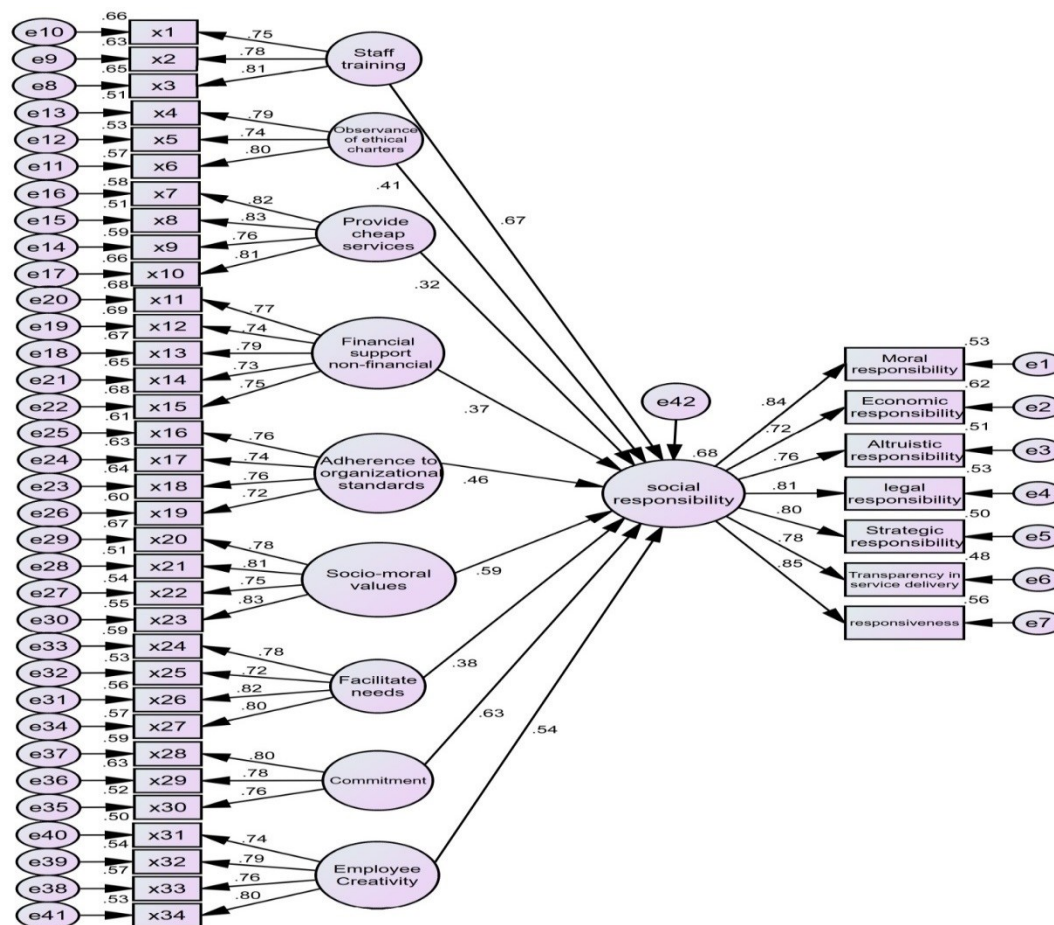 .66
e10 x1 .75
.63
e9 x2 .78
.65
e8 x3 .81
Staff
training
.51
e13 x4 .79
.53
e12 x5 .74
.57
e11 x6 .80
Observance
of ethical
charters
.41
.67
.58
e16 x7 .82
.51
e15 x8 .83
.59
e14 x9 .76
.66
e17 x10 .81
Provide
cheap
services
.32
.68
e20 x11 .77
.69
e19 x12 .74
.67
e18 x13 .79
.65
e21 x14 .73
.68
e22 x15 .75
Financial
support
non-financial
.37
.61
e25 x16 .76
.63
e24 x17 .74
.64
e23 x18 .76
.60
e26 x19 .72
Adherence to
organizational
standards
.46
.67
e29 x20 .78
.51
e28 x21 .81
.54
e27 x22 .75
.55
e30 x23 .83
Socio-moral
values
.59
.59
e33 x24 .78
.53
e32 x25 .72
.56
e31 x26 .82
.57
e34 x27 .80
Facilitate
needs
.38
.59
e37 x28 .80
.63
e36 x29 .78
.52
e35 x30 .76
Commitment
.63
.50
e40 x31 .74
.54
e39 x32 .79
.57
e38 x33 .76
.53
e41 x34 .80
Employee
Creativity
.54
e42
.68
social
responsibility
.53
.84
Moral
responsibility
e1
.62
.72
Economic
responsibility
e2
.51
.76
Altruistic
responsibility
e3
.53
.81
legal
responsibility
e4
.50
.80
Strategic
responsibility
e5
.48
.78
Transparency in
service delivery
e6
.56
.85
responsiveness
e7